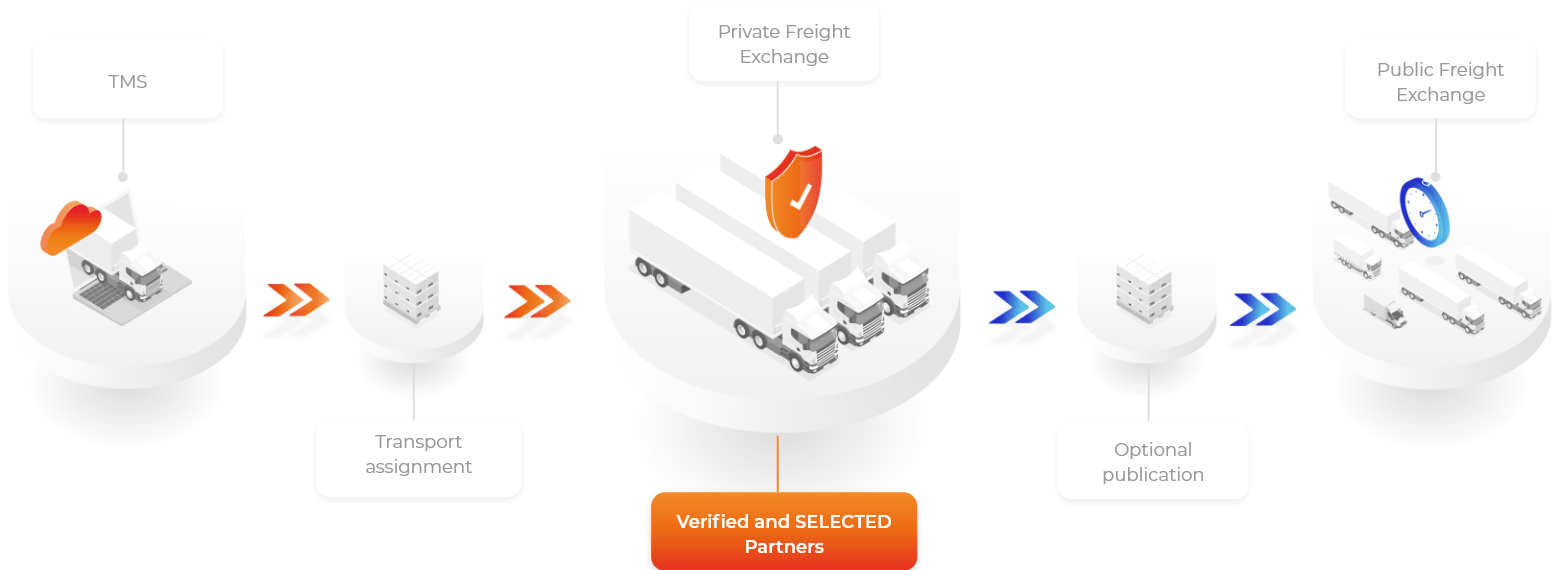 TMS
Transport
assignment
Private Freight
Exchange
Verified and SELECTED
Partners
Optional
publication
Public Freight
Exchange